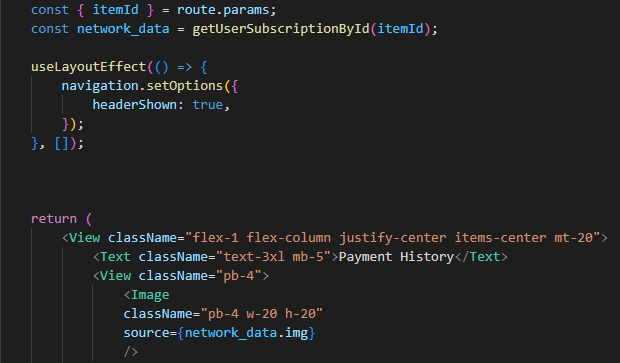 const { itemId } = route.params;
const network_data = getUserSubscriptionById(itemId);
useLayoutEffect(() => {
navigation.setOptions({
headerShown: true,
});
}, []);
return (
<View className="flex-1 flex-column justify-center items-center mt-20">
<Text className="text-3xl mb-5">Payment History</Text>
<View className="pb-4">
<Image
className="pb-4 w-20 h-20"
source={network_data.img}
/>